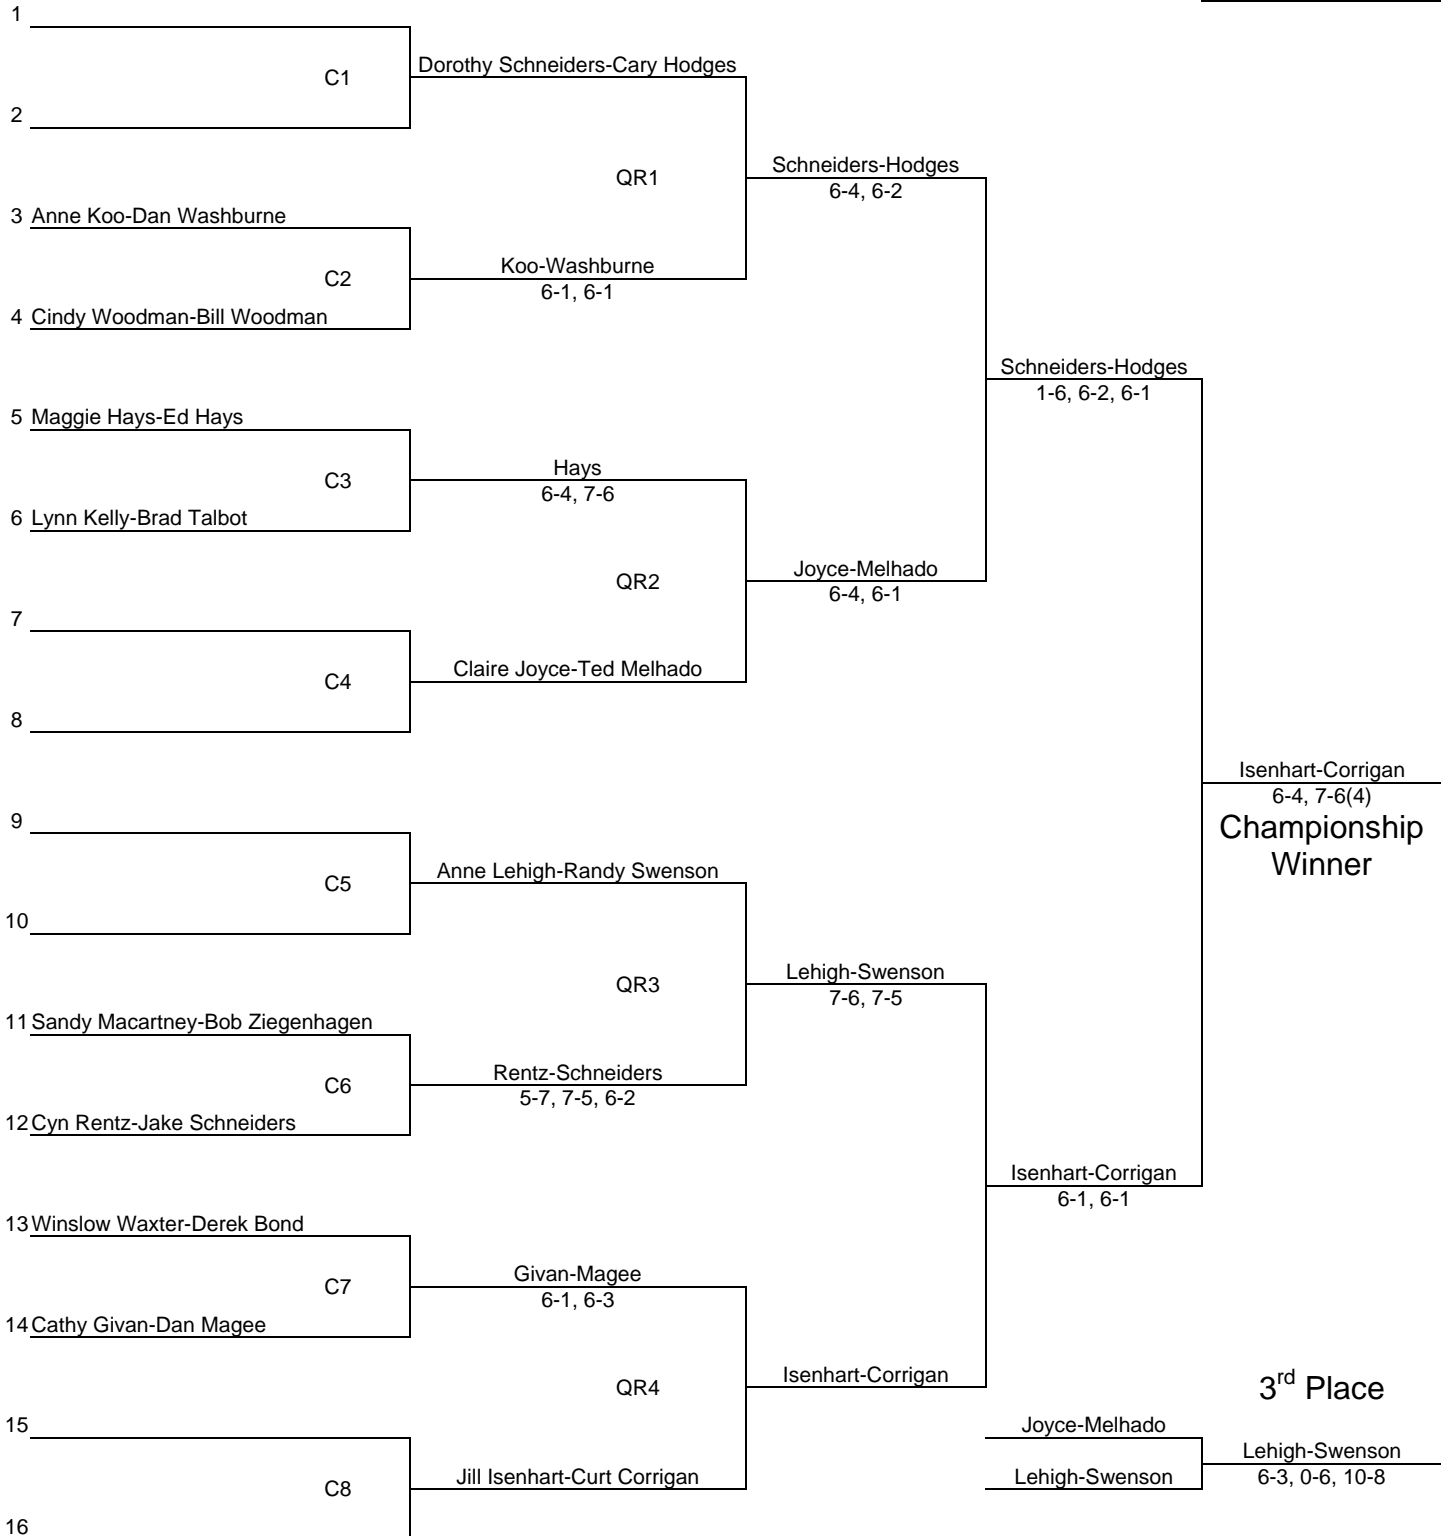 1
Dorothy Schneiders-Cary Hodges
C1
2
Schneiders-Hodges
QR1
6-4, 6-2
3 Anne Koo-Dan Washburne
Koo-Washburne
C2
6-1, 6-1
4 Cindy Woodman-Bill Woodman
Schneiders-Hodges
1-6, 6-2, 6-1
5 Maggie Hays-Ed Hays
Hays
C3
6-4, 7-6
6 Lynn Kelly-Brad Talbot
Joyce-Melhado
QR2
6-4, 6-1
7
Claire Joyce-Ted Melhado
C4
8
Isenhart-Corrigan
6-4, 7-6(4)
Championship
Winner
9
Anne Lehigh-Randy Swenson
C5
10
Lehigh-Swenson
QR3
7-6, 7-5
11 Sandy Macartney-Bob Ziegenhagen
Rentz-Schneiders
C6
5-7, 7-5, 6-2
12 Cyn Rentz-Jake Schneiders
Isenhart-Corrigan
6-1, 6-1
13 Winslow Waxter-Derek Bond
Givan-Magee
C7
6-1, 6-3
14 Cathy Givan-Dan Magee
Isenhart-Corrigan
QR4
3rd Place
15
Joyce-Melhado
Lehigh-Swenson
6-3, 0-6, 10-8
Lehigh-Swenson
Jill Isenhart-Curt Corrigan
C8
16